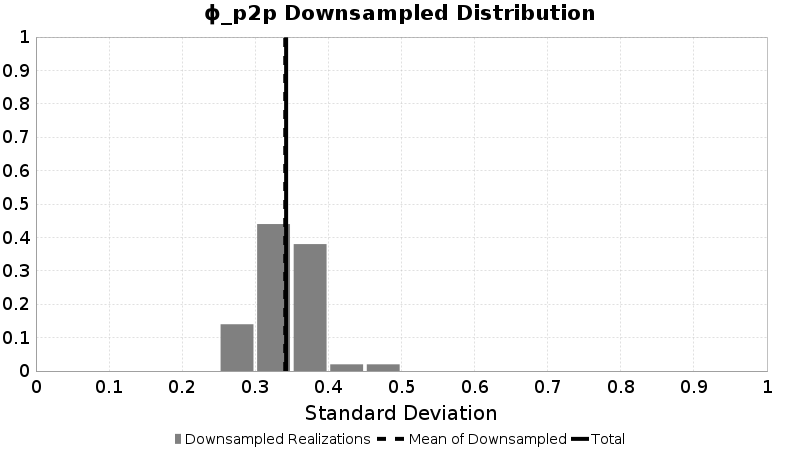 ϕ_p2p Downsampled Distribution
1
0.9
0.8
0.7
0.6
0.5
0.4
0.3
0.2
0.1
0
0 0.1 0.2 0.3 0.4 0.5 0.6 0.7 0.8 0.9 1
Standard Deviation
Downsampled Realizations Mean of Downsampled Total